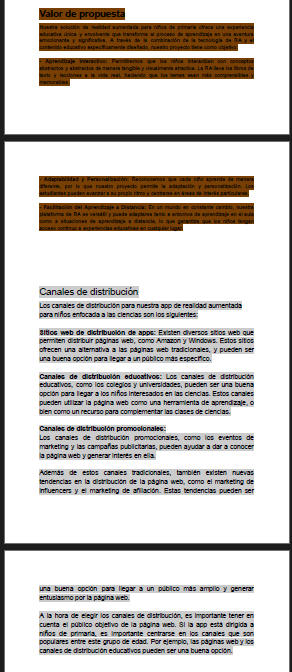 Valor de propuesta
Nuestra solución de realidad aumentada para niños de primaria ofrece una experiencia
educativa única y envolvente que transforma el proceso de aprendizaje en una aventura
emocionante y significativa. A través de la combinación de la tecnología de RA y el
contenido educativo específicamente diseñado, nuestro proyecto tiene como objetivo:
- Aprendizaje Interactivo: Permitiremos que los niños interactúen con conceptos
abstractos y abstractos de manera tangible y visualmente atractiva. La RA lleva los libros de
texto y lecciones a la vida real, haciendo que los temas sean más comprensibles y
memorables.
- Adaptabilidad y Personalización: Reconocemos que cada niño aprende de manera
diferente, por lo que nuestro proyecto permite la adaptación y personalización. Los
estudiantes pueden avanzar a su propio ritmo y centrarse en áreas de interés particulares.
- Facilitación del Aprendizaje a Distancia: En un mundo en constante cambio, nuestra
plataforma de RA es versátil y puede adaptarse tanto a entornos de aprendizaje en el aula
como a situaciones de aprendizaje a distancia, lo que garantiza que los niños tengan
acceso continuo a experiencias educativas en cualquier lugar.
Canales de distribución
Los canales de distribución para nuestra app de realidad aumentada
para niños enfocada a las ciencias son los siguientes:
Sitios web de distribución de apps: Existen diversos sitios web que
permiten distribuir páginas web, como Amazon y Windows. Estos sitios
ofrecen una alternativa a las páginas web tradicionales, y pueden ser
una buena opción para llegar a un público más específico.
Canales de distribución educativos: Los canales de distribución
educativos, como los colegios y universidades, pueden ser una buena
opción para llegar a los niños interesados en las ciencias. Estos canales
pueden utilizar la página web como una herramienta de aprendizaje, o
bien como un recurso para complementar las clases de ciencias.
Canales de distribución promocionales:
Los canales de distribución promocionales, como los eventos de
marketing y las campañas publicitarias, pueden ayudar a dar a conocer
la página web y generar interés en ella.
Además de estos canales tradicionales, también existen nuevas
tendencias en la distribución de la página web, como el marketing de
influencers y el marketing de afiliación. Estas tendencias pueden ser
una buena opción para llegar a un público más amplio y generar
entusiasmo por la página web.
A la hora de elegir los canales de distribución, es importante tener en
cuenta el público objetivo de la página web. Si la app está dirigida a
niños de primaria, es importante centrarse en los canales que son
populares entre este grupo de edad. Por ejemplo, las páginas web y los
canales de distribución educativos pueden ser una buena opción.